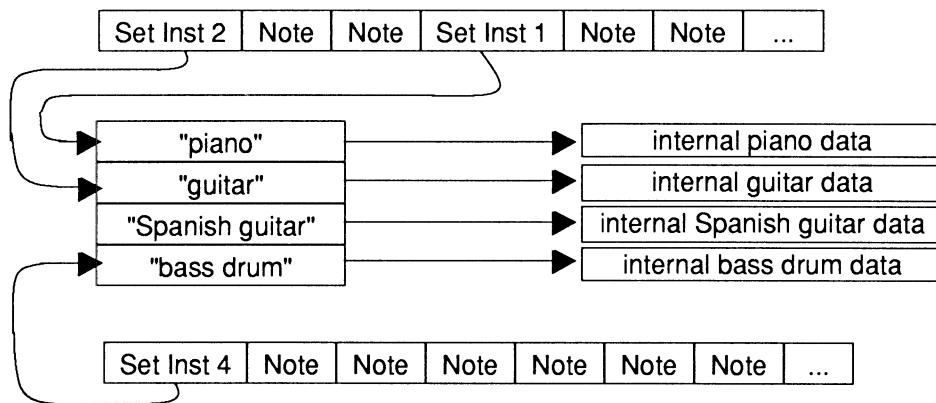 Set Inst 2 Note Note Set Inst 1 Note Note ...
"piano" internal piano data
"guitar" internal guitar data
"Spanish guitar" internal Spanish guitar data
"bass drum" internal bass drum data
Set Inst 4 Note Note Note Note Note Note ...